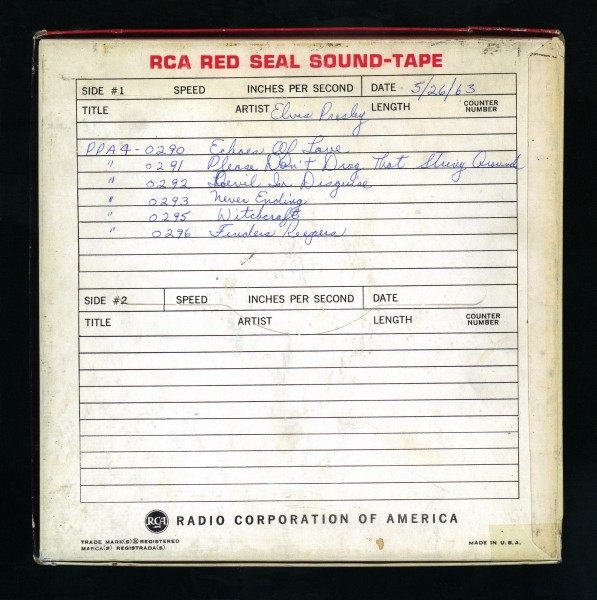 RCA RED SEAL SOUND-TAPE
SIDE #1 SPEED INCHES PER SECOND DATE 5/26/63
TITLE ARTIST Elvis Presley LENGTH COUNTER NUMBER
PPA4-0290 Echoes Of Love
" 0291 Please Don't Drag That String Around
" 0292 Devil In Disguise
" 0293 Never Ending
" 0295 Witchcraft
" 0296 Finders Keepers
SIDE #2 SPEED INCHES PER SECOND DATE
TITLE ARTIST LENGTH COUNTER NUMBER
RCA RADIO CORPORATION OF AMERICA
TRADE MARK(S)® REGISTERED
MARCA(S) REGISTRADA(S)
MADE IN U.S.A.